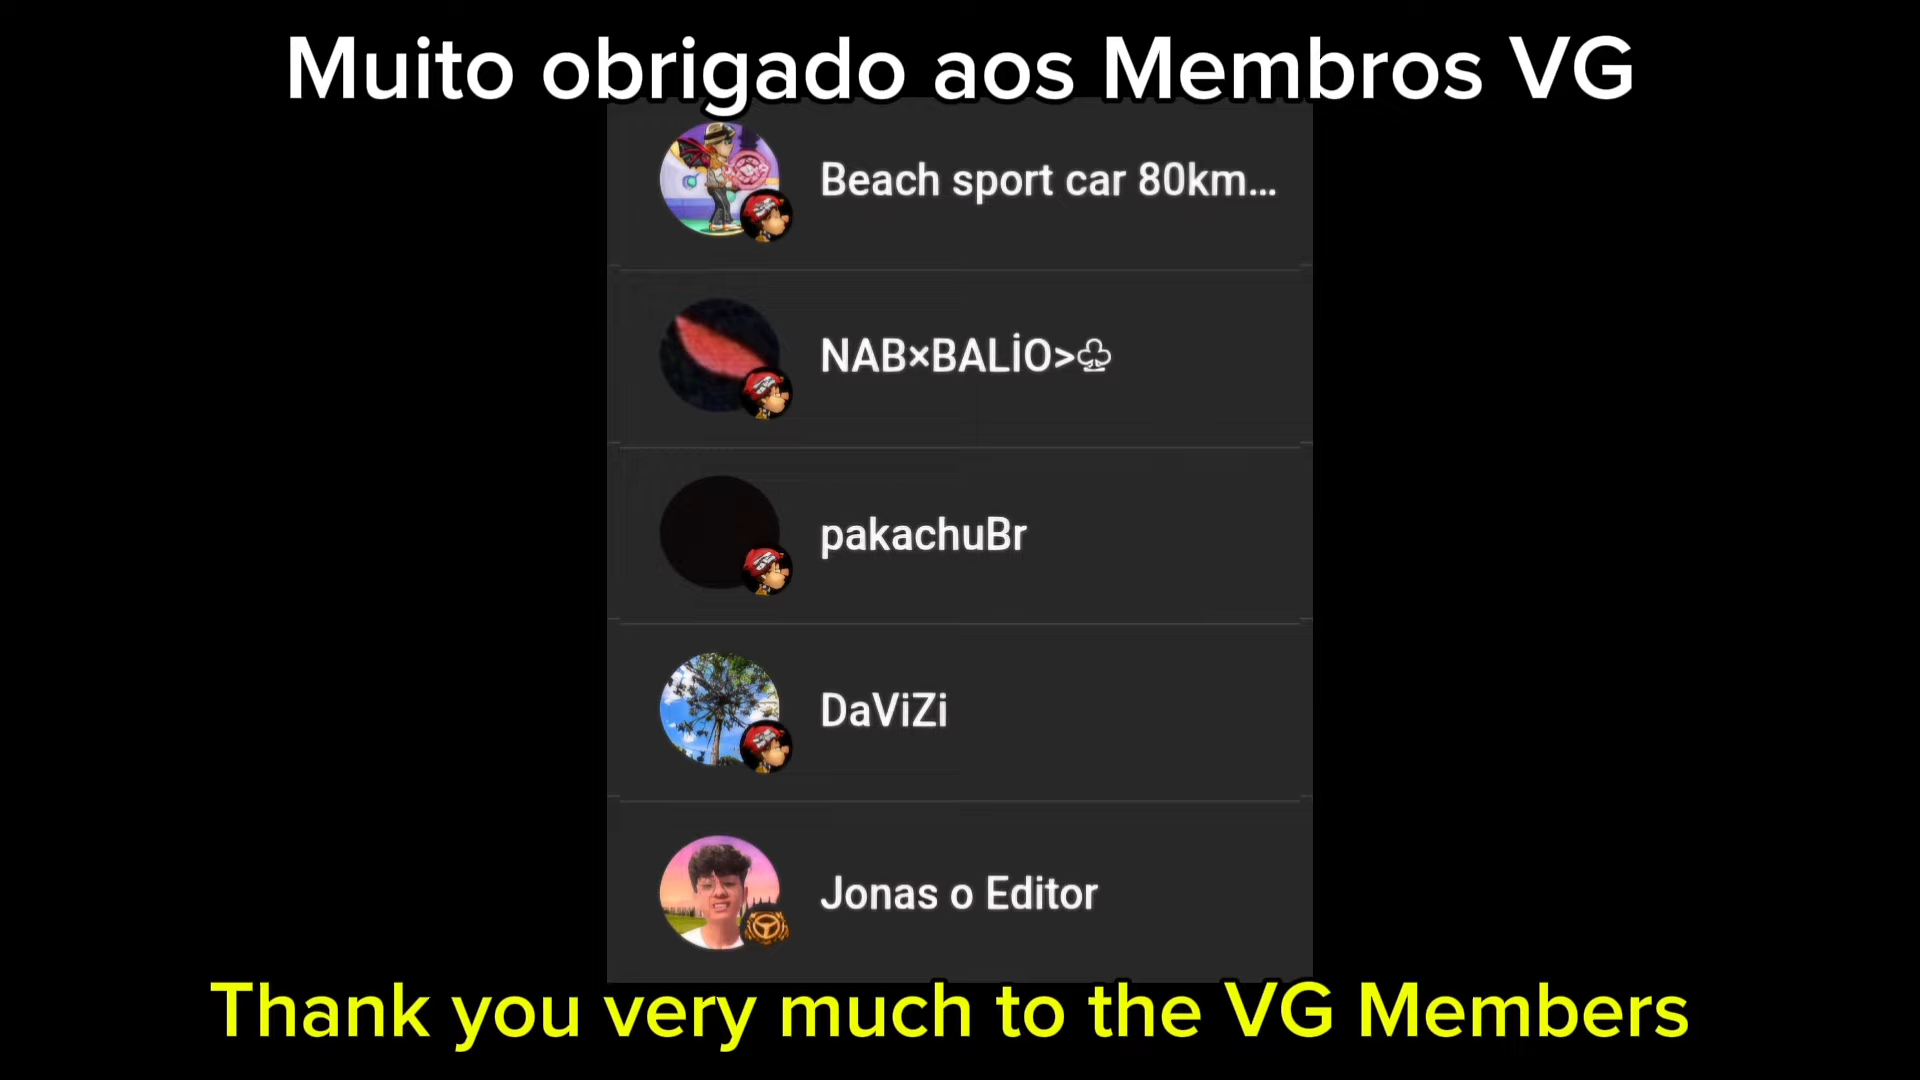 Muito obrigado aos Membros VG
Beach sport car 80km...
NAB×BALİO>♧
pakachuBr
DaViZi
Jonas o Editor
Thank you very much to the VG Members